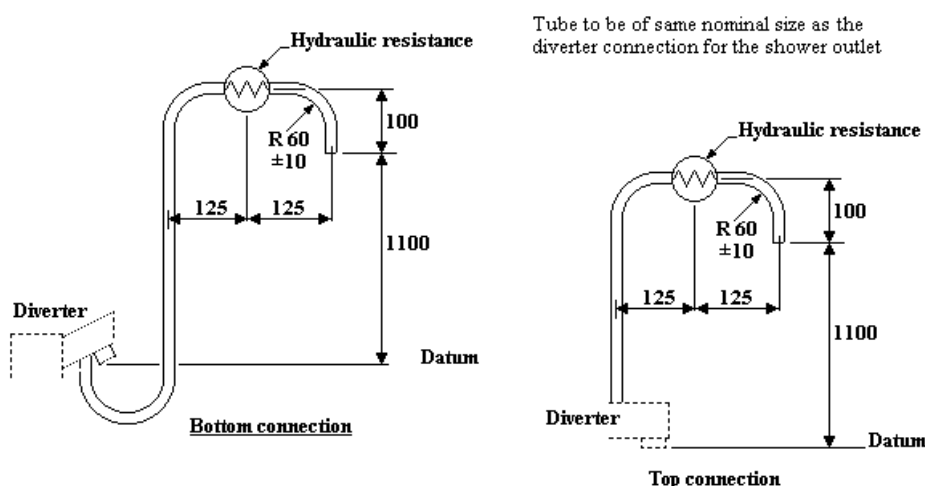 Tube to be of same nominal size as the
diverter connection for the shower outlet
Hydraulic resistance
100
R 60
±10
125
125
1100
Diverter
Datum
Bottom connection
Hydraulic resistance
100
R 60
±10
125
125
1100
Diverter
Datum
Top connection